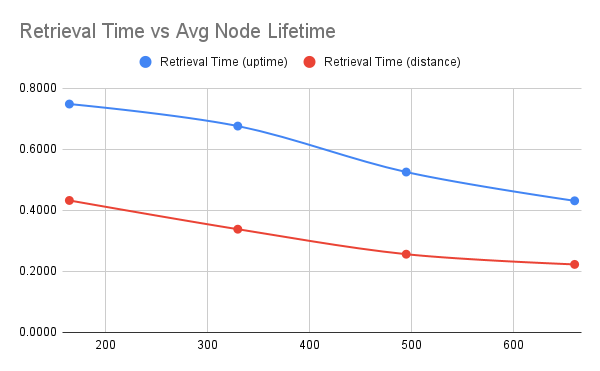 Retrieval Time vs Avg Node Lifetime
Retrieval Time (uptime) Retrieval Time (distance)
0.8000
0.6000
0.4000
0.2000
0.0000
200 300 400 500 600